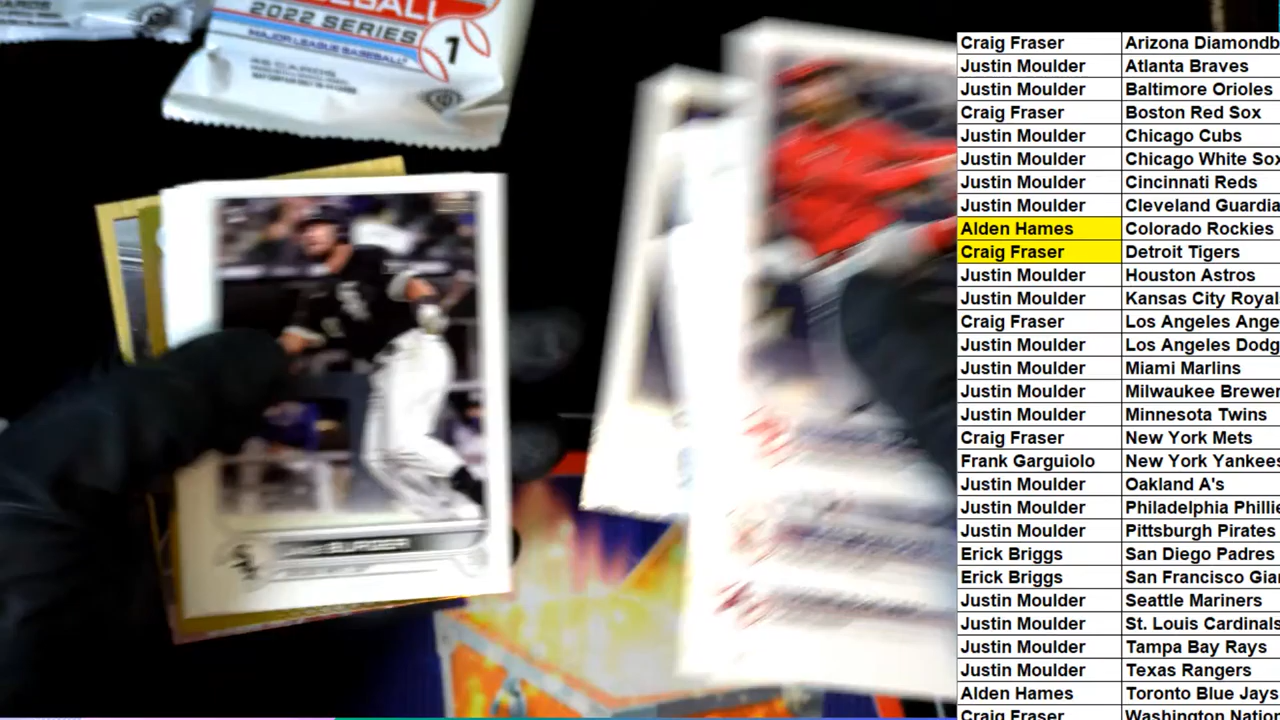 2022 SERIES
1
MAJOR LEAGUE BASEBALL
BURGER
Craig Fraser Arizona Diamondb
Justin Moulder Atlanta Braves
Justin Moulder Baltimore Orioles
Craig Fraser Boston Red Sox
Justin Moulder Chicago Cubs
Justin Moulder Chicago White Sox
Justin Moulder Cincinnati Reds
Justin Moulder Cleveland Guardia
Alden Hames Colorado Rockies
Craig Fraser Detroit Tigers
Justin Moulder Houston Astros
Justin Moulder Kansas City Royal
Craig Fraser Los Angeles Ange
Justin Moulder Los Angeles Dodg
Justin Moulder Miami Marlins
Justin Moulder Milwaukee Brewer
Justin Moulder Minnesota Twins
Craig Fraser New York Mets
Frank Garguiolo New York Yankees
Justin Moulder Oakland A's
Justin Moulder Philadelphia Phillie
Justin Moulder Pittsburgh Pirates
Erick Briggs San Diego Padres
Erick Briggs San Francisco Gia
Justin Moulder Seattle Mariners
Justin Moulder St. Louis Cardinals
Justin Moulder Tampa Bay Rays
Justin Moulder Texas Rangers
Alden Hames Toronto Blue Jays
Craig Fraser Washington Natio